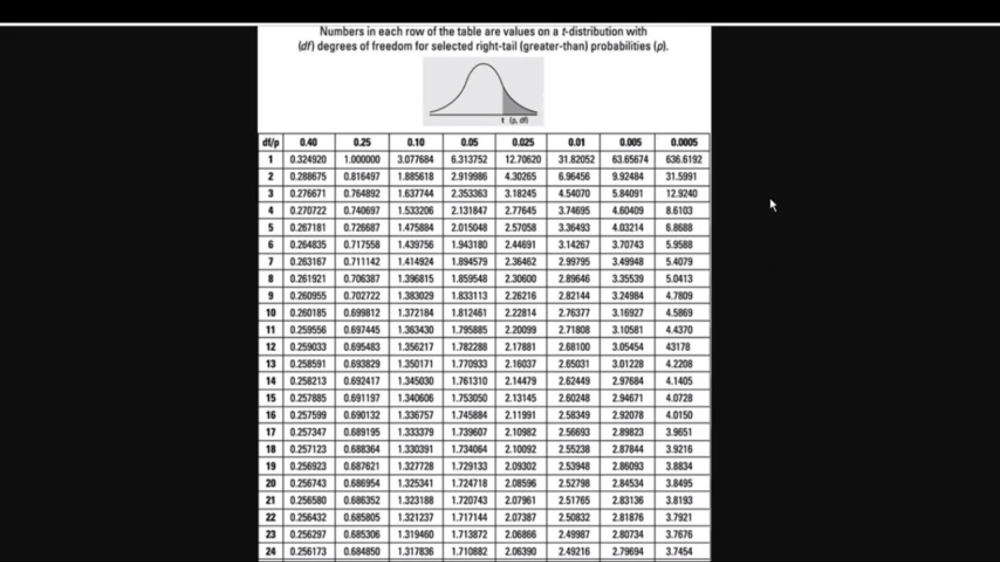 Numbers in each row of the table are values on a t-distribution with
(df) degrees of freedom for selected right-tail (greater-than) probabilities (p).
t (p, df)
df/p 0.40 0.25 0.10 0.05 0.025 0.01 0.005 0.0005
1 0.324920 1.000000 3.077684 6.313752 12.70620 31.82052 63.65674 636.6192
2 0.288675 0.816497 1.885618 2.919986 4.30265 6.96456 9.92484 31.5991
3 0.276671 0.764892 1.637744 2.353363 3.18245 4.54070 5.84091 12.9240
4 0.270722 0.740697 1.533206 2.131847 2.77645 3.74695 4.60409 8.6103
5 0.267181 0.726687 1.475884 2.015048 2.57058 3.36493 4.03214 6.8688
6 0.264835 0.717558 1.439756 1.943180 2.44691 3.14267 3.70743 5.9588
7 0.263167 0.711142 1.414924 1.894579 2.36462 2.99795 3.49948 5.4079
8 0.261921 0.706387 1.396815 1.859548 2.30600 2.89646 3.35539 5.0413
9 0.260955 0.702722 1.383029 1.833113 2.26216 2.82144 3.24984 4.7809
10 0.260185 0.699812 1.372184 1.812461 2.22814 2.76377 3.16927 4.5869
11 0.259556 0.697445 1.363430 1.795885 2.20099 2.71808 3.10581 4.4370
12 0.259033 0.695483 1.356217 1.782288 2.17881 2.68100 3.05454 43178
13 0.258591 0.693829 1.350171 1.770933 2.16037 2.65031 3.01228 4.2208
14 0.258213 0.692417 1.345030 1.761310 2.14479 2.62449 2.97684 4.1405
15 0.257885 0.691197 1.340606 1.753050 2.13145 2.60248 2.94671 4.0728
16 0.257599 0.690132 1.336757 1.745884 2.11991 2.58349 2.92078 4.0150
17 0.257347 0.689195 1.333379 1.739607 2.10982 2.56693 2.89823 3.9651
18 0.257123 0.688364 1.330391 1.734064 2.10092 2.55238 2.87844 3.9216
19 0.256923 0.687621 1.327728 1.729133 2.09302 2.53948 2.86093 3.8834
20 0.256743 0.686954 1.325341 1.724718 2.08596 2.52798 2.84534 3.8495
21 0.256580 0.686352 1.323188 1.720743 2.07961 2.51765 2.83136 3.8193
22 0.256432 0.685805 1.321237 1.717144 2.07387 2.50832 2.81876 3.7921
23 0.256297 0.685306 1.319460 1.713872 2.06866 2.49987 2.80734 3.7676
24 0.256173 0.684850 1.317836 1.710882 2.06390 2.49216 2.79694 3.7454